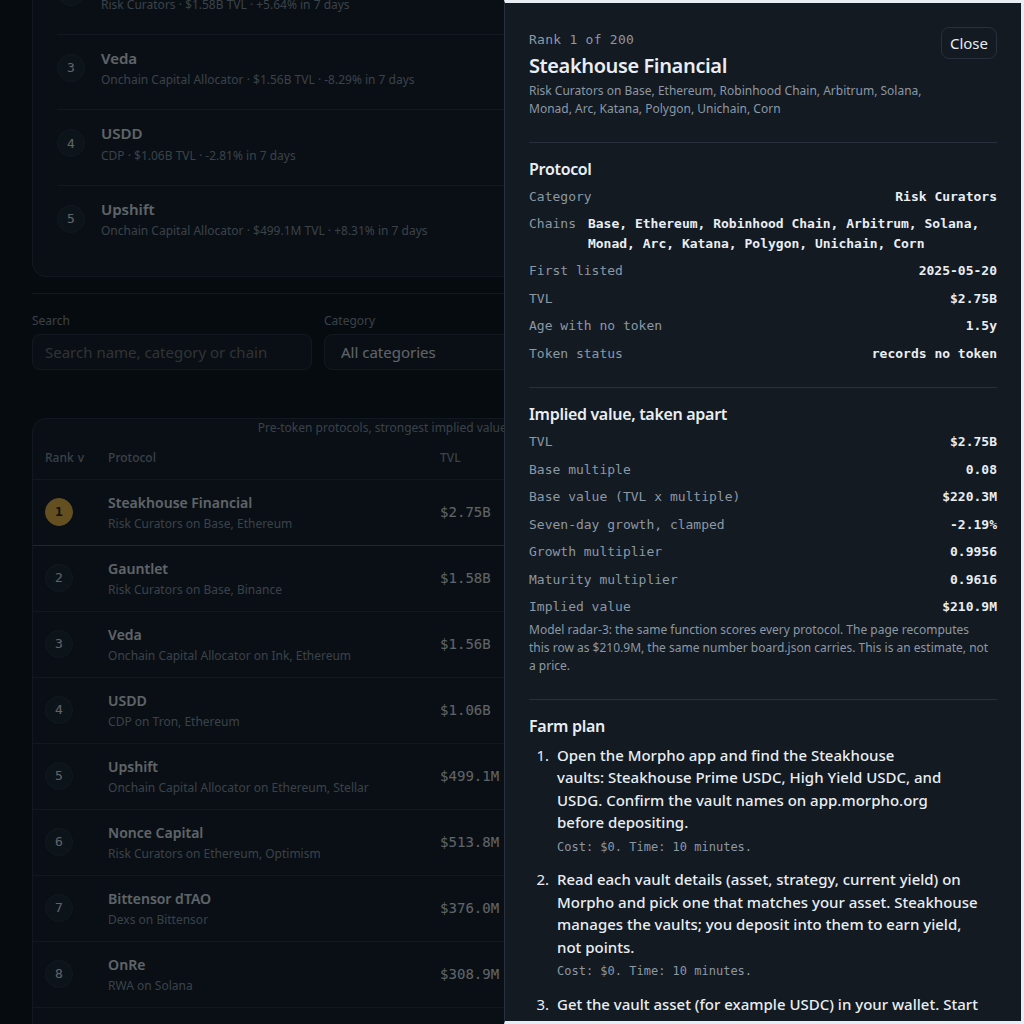 Risk Curators · $1.58B TVL · +5.64% in 7 days
3
Veda
Onchain Capital Allocator · $1.56B TVL · -8.29% in 7 days
4
USDD
CDP · $1.06B TVL · -2.81% in 7 days
5
Upshift
Onchain Capital Allocator · $499.1M TVL · +8.31% in 7 days
Search
Category
Search name, category or chain
All categories
Pre-token protocols, strongest implied value
Rank v Protocol TVL
1
Steakhouse Financial
Risk Curators on Base, Ethereum
$2.75B
2
Gauntlet
Risk Curators on Base, Binance
$1.58B
3
Veda
Onchain Capital Allocator on Ink, Ethereum
$1.56B
4
USDD
CDP on Tron, Ethereum
$1.06B
5
Upshift
Onchain Capital Allocator on Ethereum, Stellar
$499.1M
6
Nonce Capital
Risk Curators on Ethereum, Optimism
$513.8M
7
Bittensor dTAO
Dexs on Bittensor
$376.0M
8
OnRe
RWA on Solana
$308.9M
Rank 1 of 200
Close
Steakhouse Financial
Risk Curators on Base, Ethereum, Robinhood Chain, Arbitrum, Solana,
Monad, Arc, Katana, Polygon, Unichain, Corn
Protocol
Category Risk Curators
Chains Base, Ethereum, Robinhood Chain, Arbitrum, Solana,
Monad, Arc, Katana, Polygon, Unichain, Corn
First listed 2025-05-20
TVL $2.75B
Age with no token 1.5y
Token status records no token
Implied value, taken apart
TVL $2.75B
Base multiple 0.08
Base value (TVL x multiple) $220.3M
Seven-day growth, clamped -2.19%
Growth multiplier 0.9956
Maturity multiplier 0.9616
Implied value $210.9M
Model radar-3: the same function scores every protocol. The page recomputes
this row as $210.9M, the same number board.json carries. This is an estimate, not
a price.
Farm plan
1. Open the Morpho app and find the Steakhouse
vaults: Steakhouse Prime USDC, High Yield USDC, and
USDG. Confirm the vault names on app.morpho.org
before depositing.
Cost: $0. Time: 10 minutes.
2. Read each vault details (asset, strategy, current yield) on
Morpho and pick one that matches your asset. Steakhouse
manages the vaults; you deposit into them to earn yield,
not points.
Cost: $0. Time: 10 minutes.
3. Get the vault asset (for example USDC) in your wallet. Start